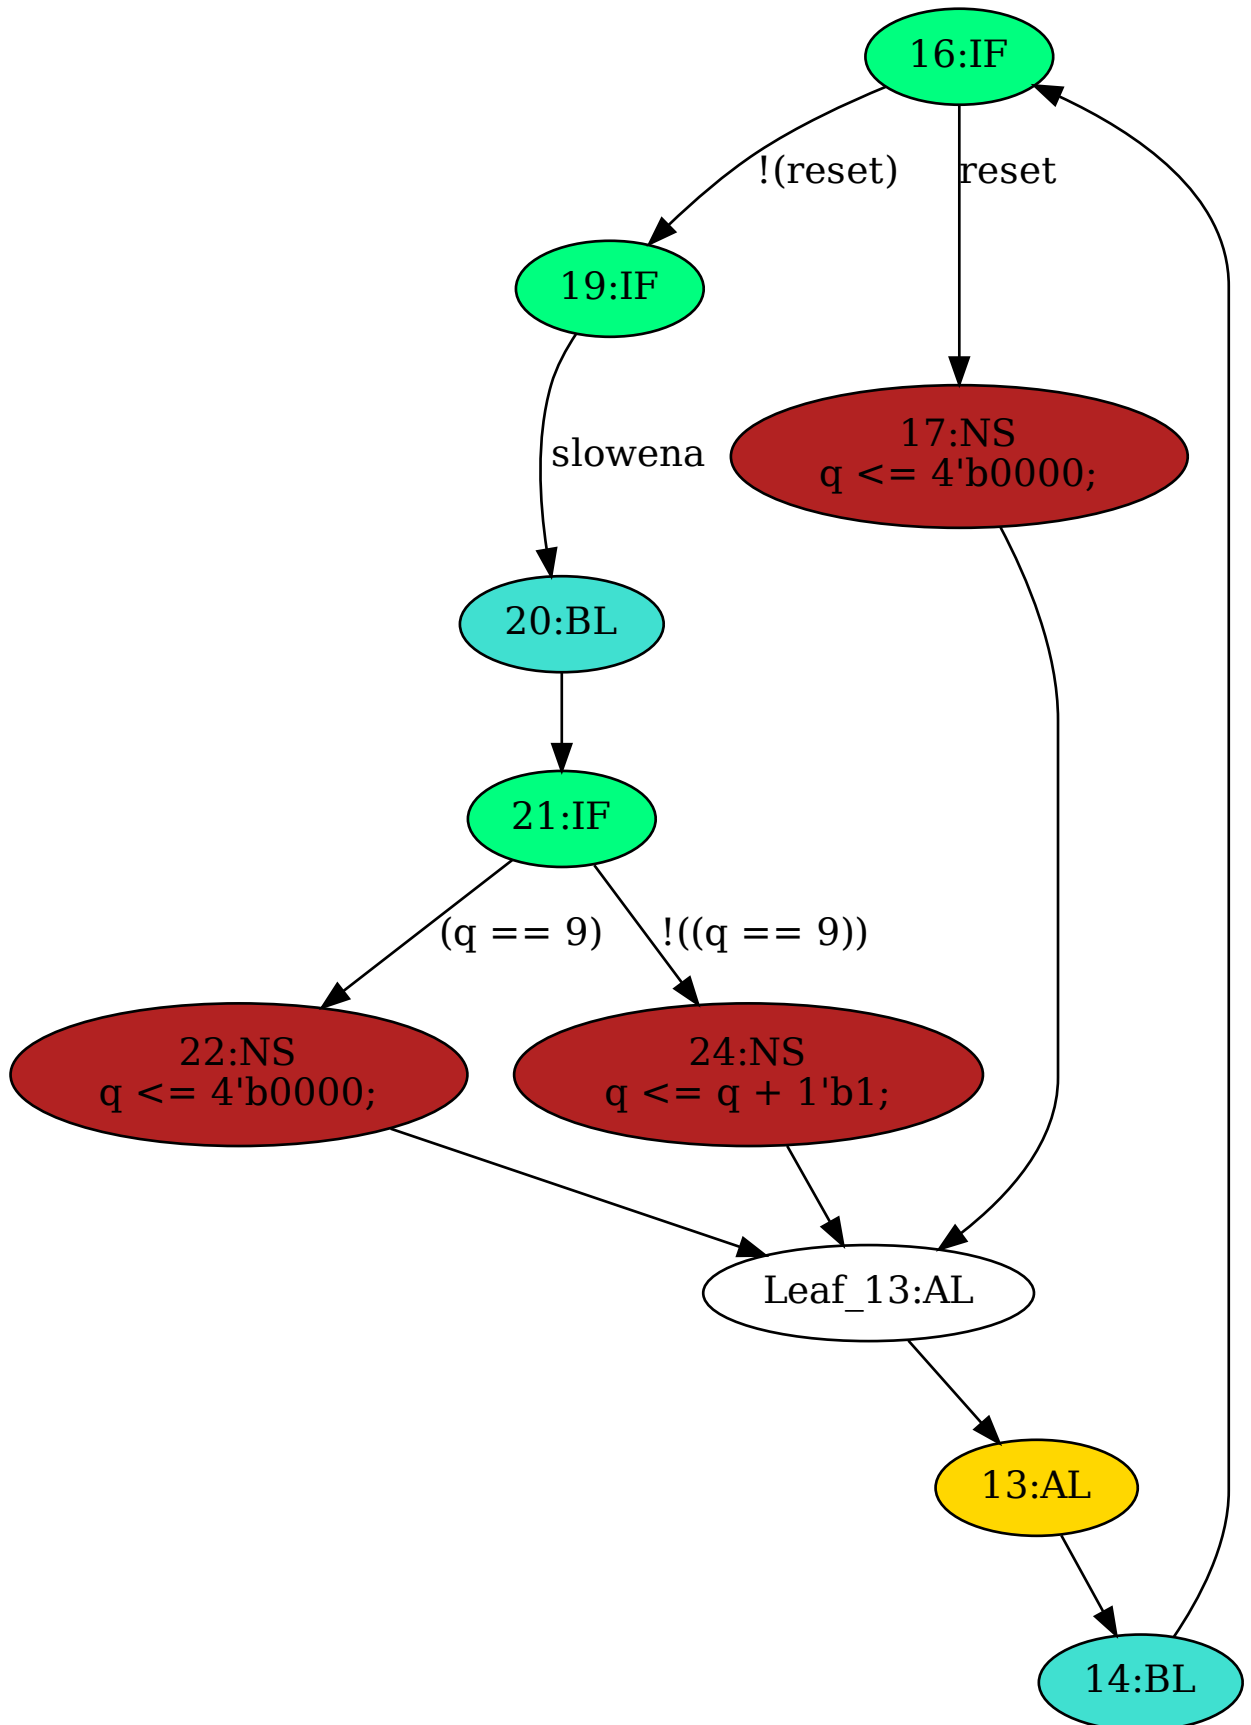 16:IF
!(reset)
reset
19:IF
17:NS
q <= 4'b0000;
slowena
20:BL
21:IF
(q == 9)
!((q == 9))
22:NS
q <= 4'b0000;
24:NS
q <= q + 1'b1;
Leaf_13:AL
13:AL
14:BL